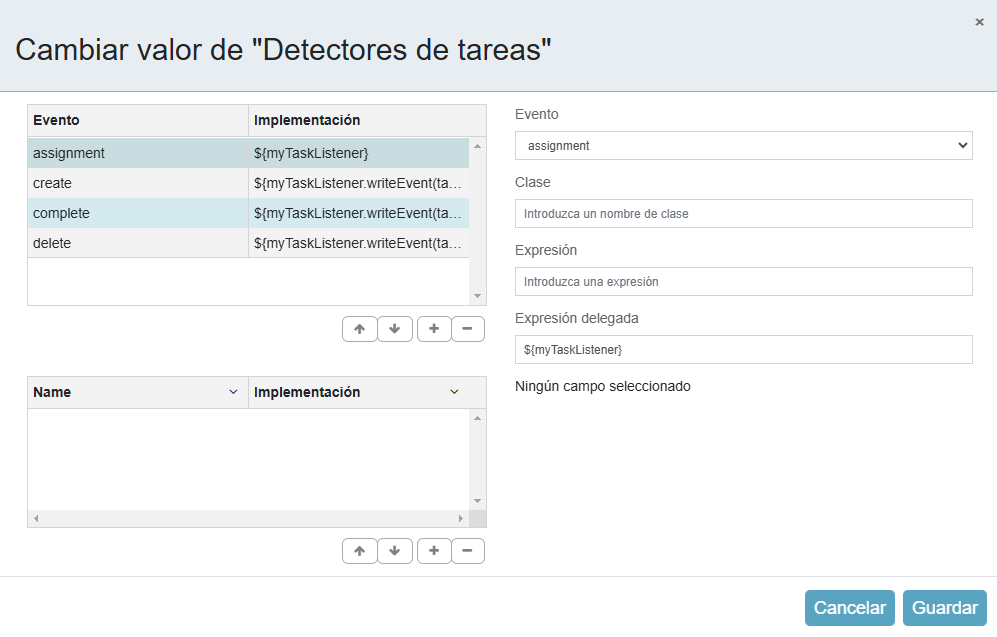 ×
Cambiar valor de "Detectores de tareas"
Evento Implementación
assignment ${myTaskListener}
create ${myTaskListener.writeEvent(ta...
complete ${myTaskListener.writeEvent(ta...
delete ${myTaskListener.writeEvent(ta...
Name Implementación
Evento
assignment
Clase
Introduzca un nombre de clase
Expresión
Introduzca una expresión
Expresión delegada
${myTaskListener}
Ningún campo seleccionado
Cancelar Guardar